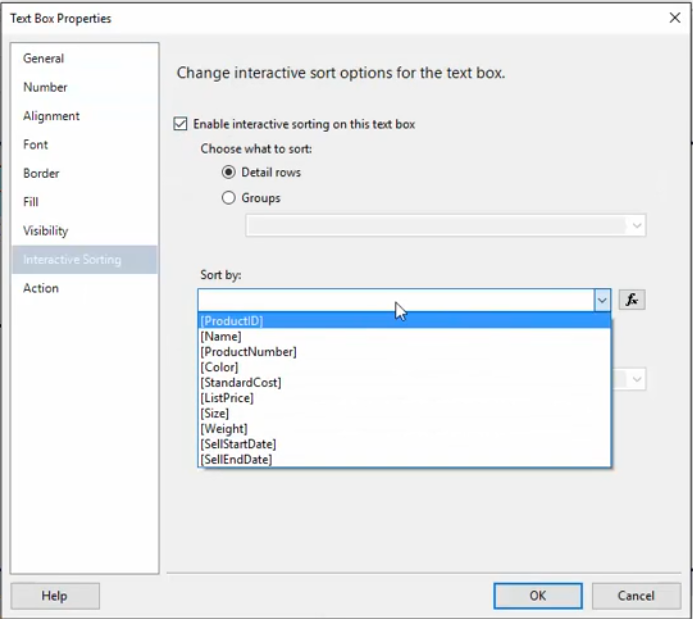 Text Box Properties
General
Number
Alignment
Font
Border
Fill
Visibility
Interactive Sorting
Action
Change interactive sort options for the text box.
Enable interactive sorting on this text box
Choose what to sort:
Detail rows
Groups
Sort by:
fx
[ProductID]
[Name]
[ProductNumber]
[Color]
[StandardCost]
[ListPrice]
[Size]
[Weight]
[SellStartDate]
[SellEndDate]
Help
OK
Cancel